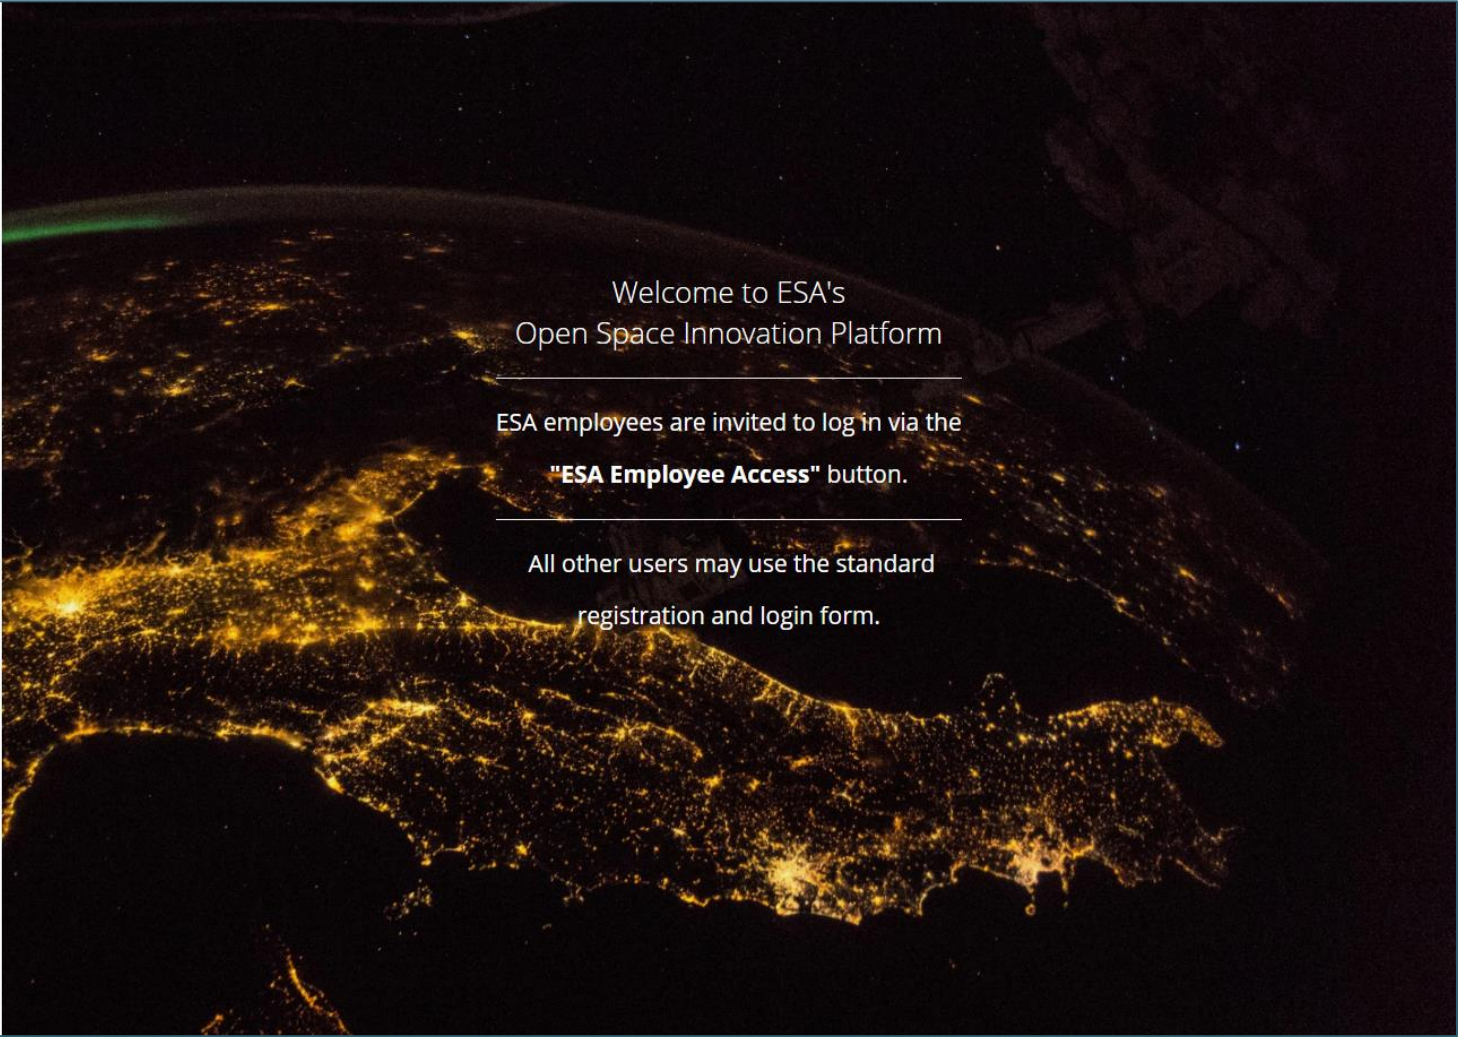 Welcome to ESA's
Open Space Innovation Platform
ESA employees are invited to log in via the
"ESA Employee Access" button.
All other users may use the standard
registration and login form.